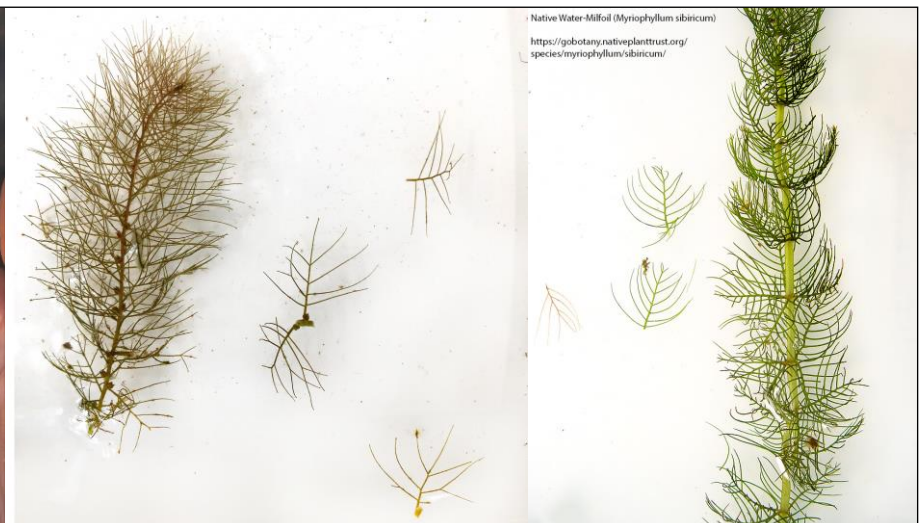 Native Water-Milfoil (Myriophyllum sibiricum)
https://gobotany.nativeplanttrust.org/
species/myriophyllum/sibiricum/